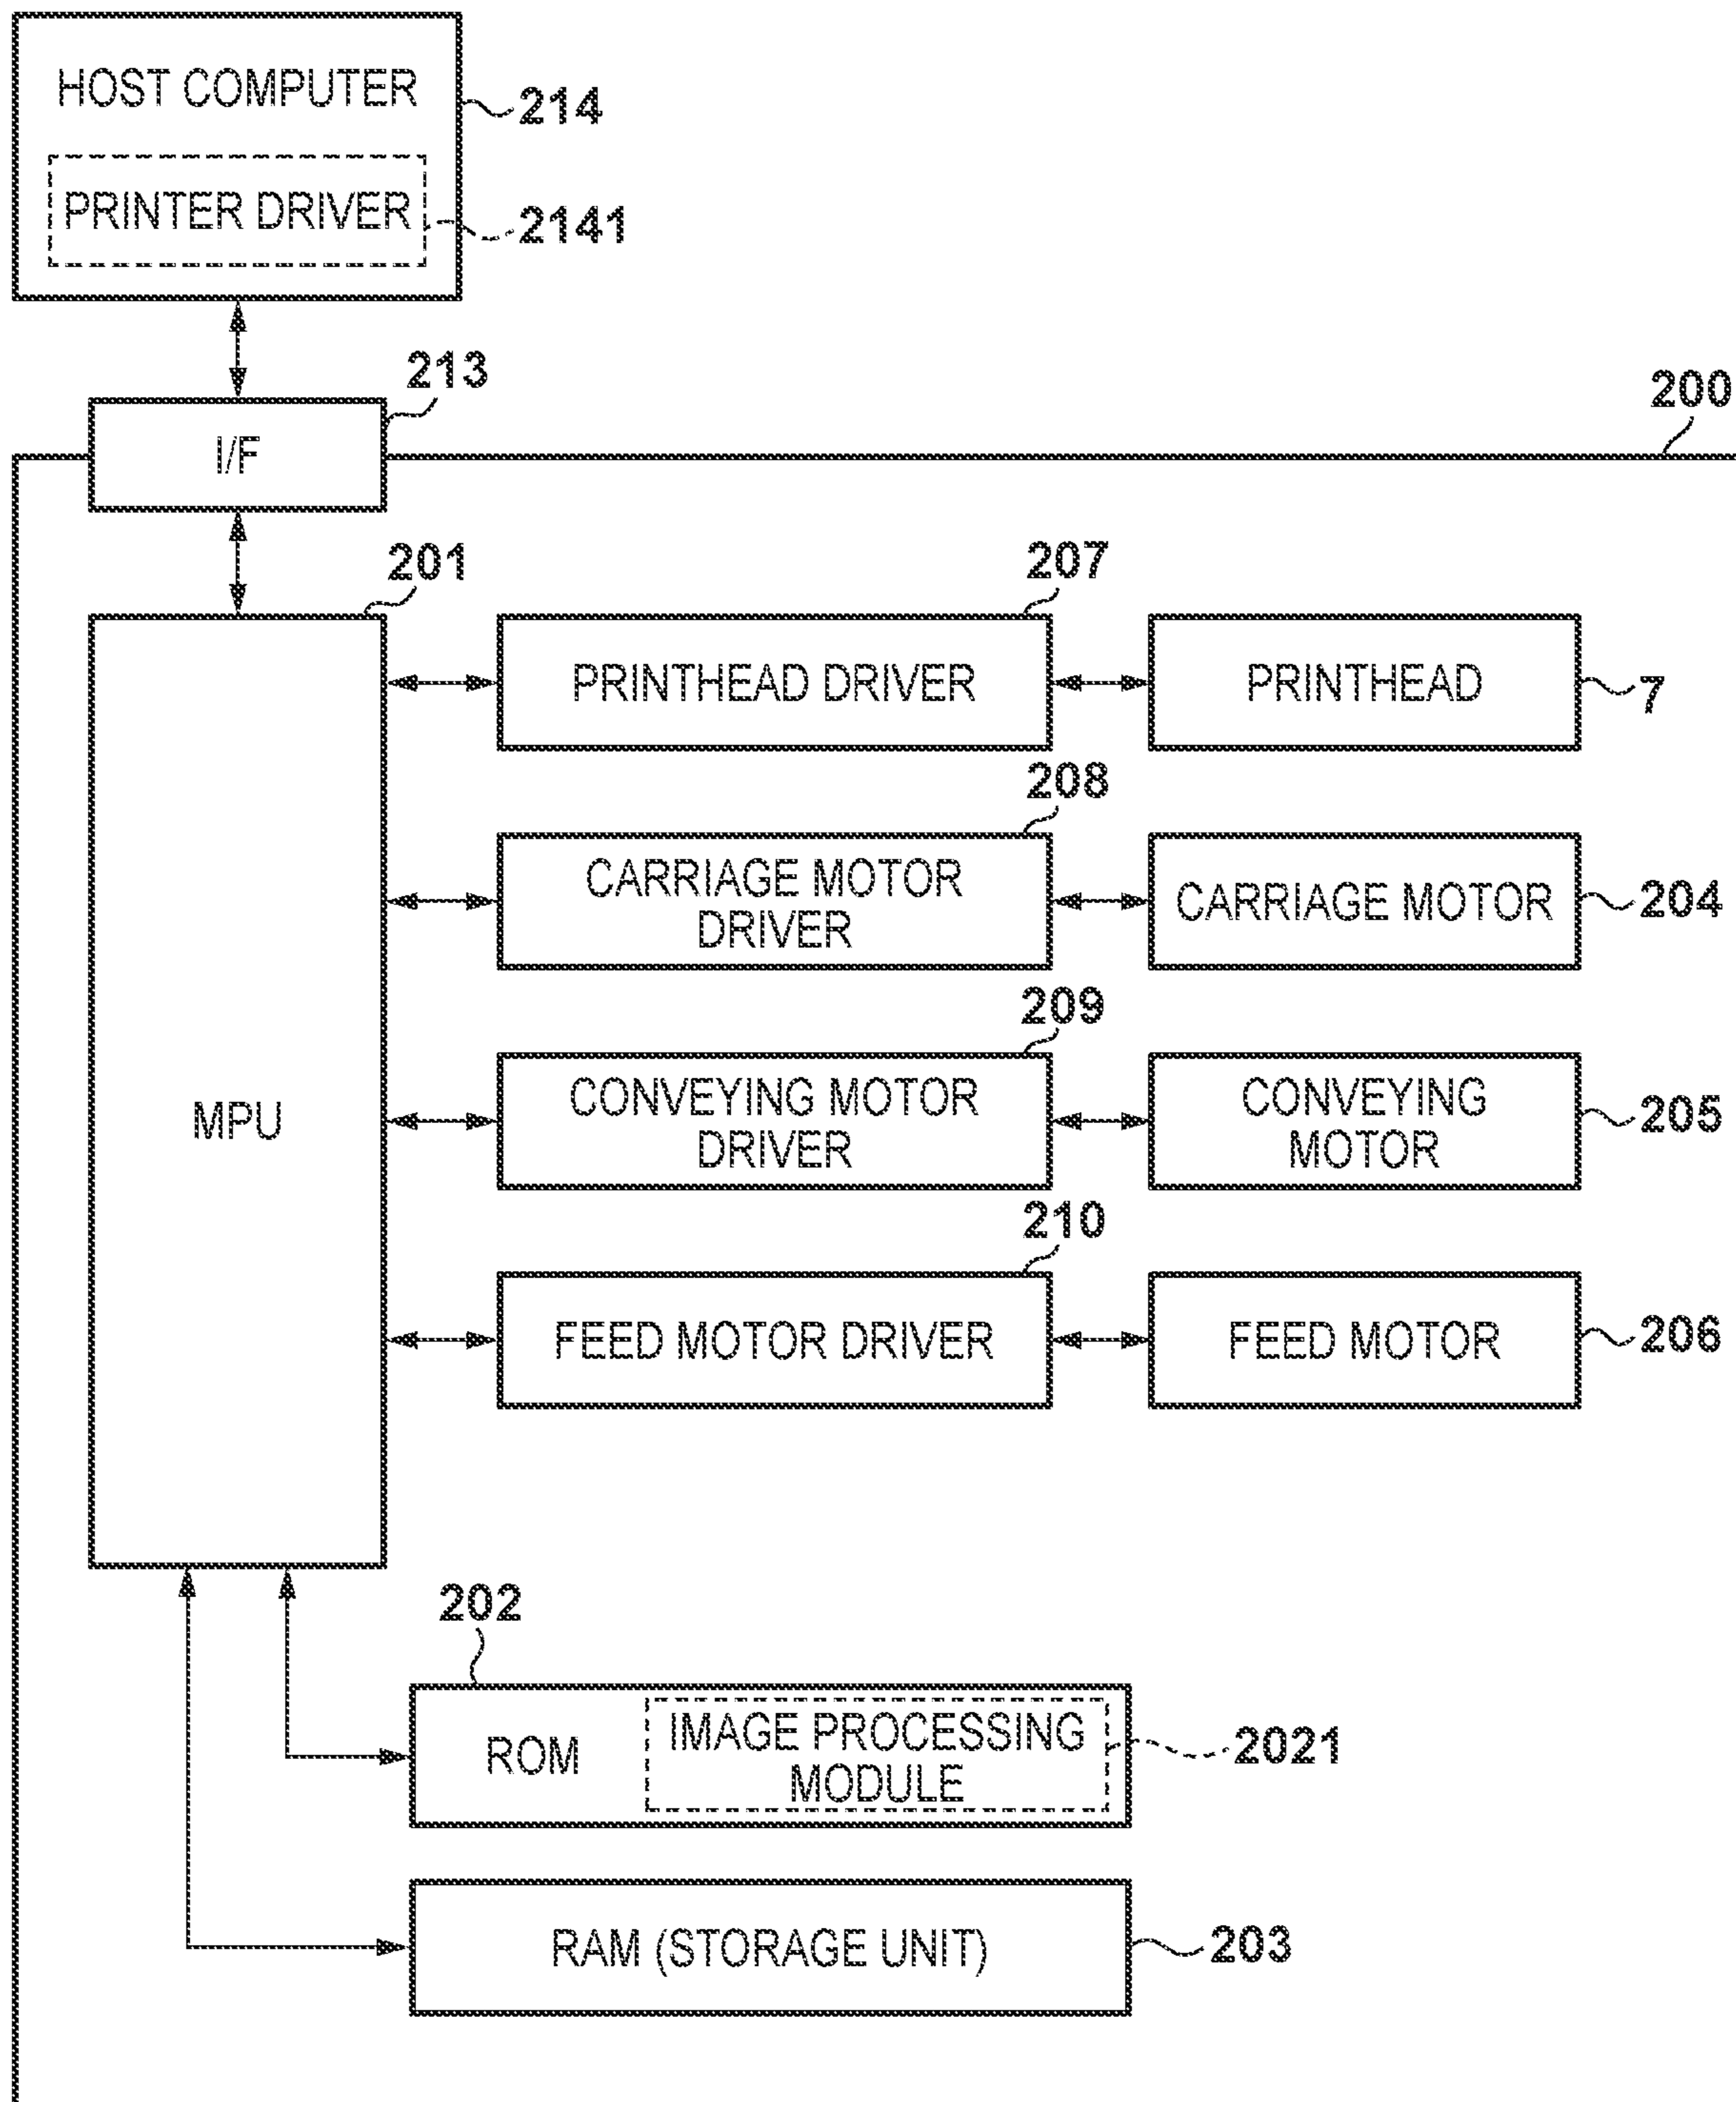 HOST COMPUTER
214
PRINTER DRIVER
2141
213
I/F
200
201
207
PRINTHEAD DRIVER
PRINTHEAD
7
208
CARRIAGE MOTOR
DRIVER
CARRIAGE MOTOR
204
209
MPU
CONVEYING MOTOR
DRIVER
CONVEYING
MOTOR
205
210
FEED MOTOR DRIVER
FEED MOTOR
206
202
ROM
IMAGE PROCESSING
MODULE
2021
RAM (STORAGE UNIT)
203